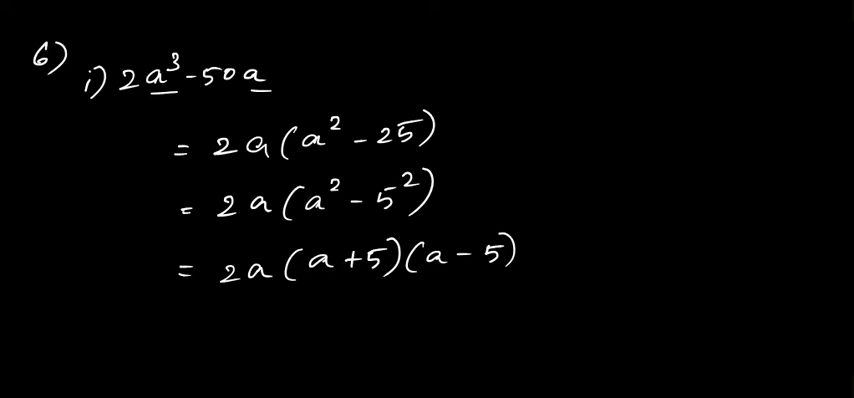 6)
i) 2a³ - 50a
= 2a(a² - 25)
= 2a(a² - 5²)
= 2a(a+5)(a-5)